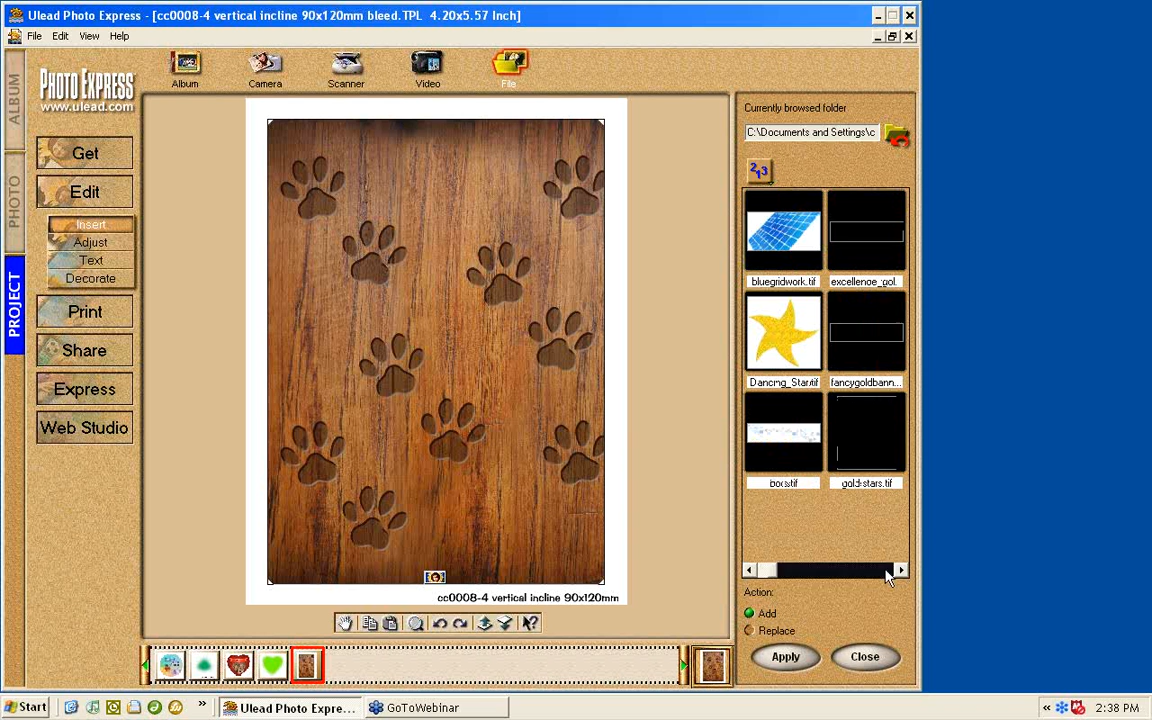 Ulead Photo Express - [cc0008-4 vertical incline 90x120mm bleed.TPL 4.20x5.57 Inch]
File Edit View Help
ALBUM
PHOTO
PROJECT
PHOTO EXPRESS
www.ulead.com
Album Camera Scanner Video File
Get
Edit
Insert
Adjust
Text
Decorate
Print
Share
Express
Web Studio
cc0008-4 vertical incline 90x120mm
Currently browsed folder
C:\Documents and Settings\c
213
bluegridwork.tif excellence_gol.
Dancing_Star.tif fancygoldbann...
gold-stars.tif
Action:
Add
Replace
Apply Close
Start Ulead Photo Expre... GoToWebinar 2:38 PM